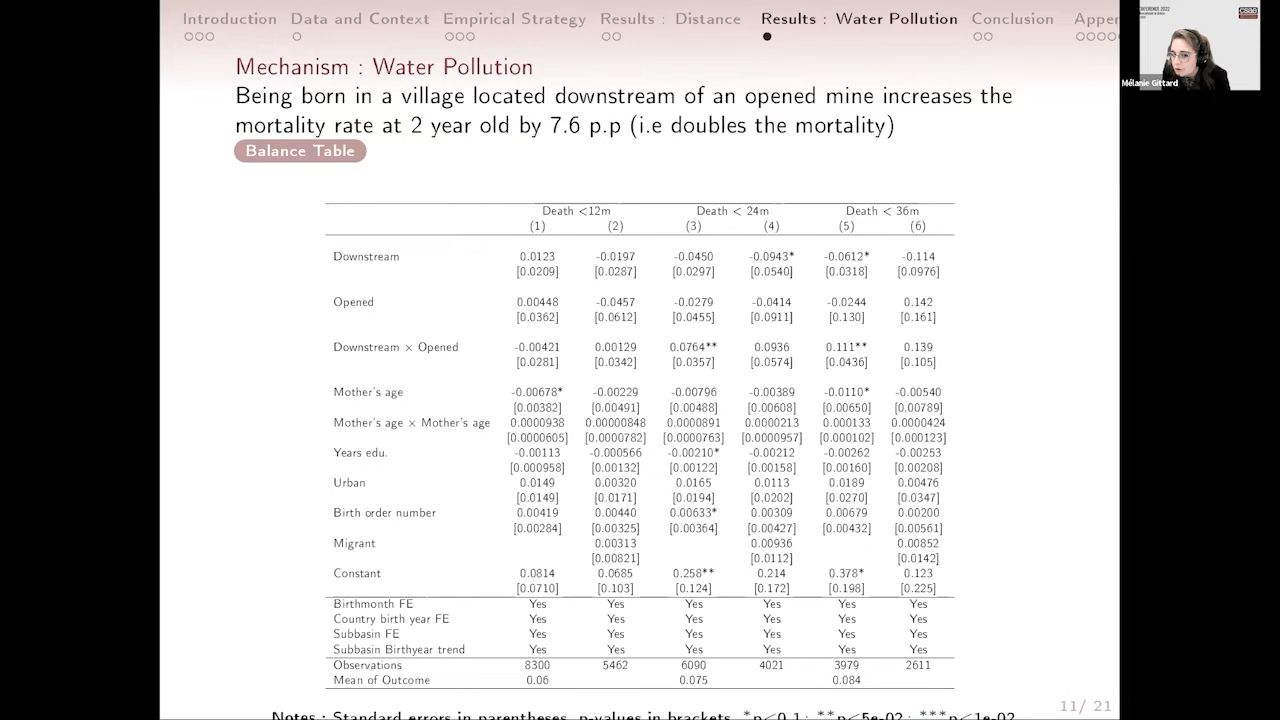 Introduction Data and Context Empirical Strategy Results : Distance Results : Water Pollution Conclusion Appen
Mechanism : Water Pollution
Being born in a village located downstream of an opened mine increases the
mortality rate at 2 year old by 7.6 p.p (i.e doubles the mortality)
Balance Table
Death <12m Death < 24m Death < 36m
(1) (2) (3) (4) (5) (6)
Downstream 0.0123 -0.0197 -0.0450 -0.0943* -0.0612* -0.114
[0.0209] [0.0287] [0.0297] [0.0540] [0.0318] [0.0976]
Opened 0.00448 -0.0457 -0.0279 -0.0414 -0.0244 0.142
[0.0362] [0.0612] [0.0455] [0.0911] [0.130] [0.161]
Downstream × Opened -0.00421 0.00129 0.0764** 0.0936 0.111** 0.139
[0.0281] [0.0342] [0.0357] [0.0574] [0.0436] [0.105]
Mother's age -0.00678* -0.00229 -0.00796 -0.00389 -0.0110* -0.00540
[0.00382] [0.00491] [0.00488] [0.00608] [0.00650] [0.00789]
Mother's age × Mother's age 0.0000938 0.00000848 0.0000891 0.0000213 0.000133 0.0000424
[0.0000605] [0.0000782] [0.0000763] [0.0000957] [0.000102] [0.000123]
Years edu. -0.00113 -0.000566 -0.00210* -0.00212 -0.00262 -0.00253
[0.000958] [0.00132] [0.00122] [0.00158] [0.00160] [0.00208]
Urban 0.0149 0.00320 0.0165 0.0113 0.0189 0.00476
[0.0149] [0.0171] [0.0194] [0.0202] [0.0270] [0.0347]
Birth order number 0.00419 0.00440 0.00633* 0.00309 0.00679 0.00200
[0.00284] [0.00325] [0.00364] [0.00427] [0.00432] [0.00561]
Migrant 0.00313 0.00936 0.00852
[0.00821] [0.0112] [0.0142]
Constant 0.0814 0.0685 0.258** 0.214 0.378* 0.123
[0.0710] [0.103] [0.124] [0.172] [0.198] [0.225]
Birthmonth FE Yes Yes Yes Yes Yes Yes
Country birth year FE Yes Yes Yes Yes Yes Yes
Subbasin FE Yes Yes Yes Yes Yes Yes
Subbasin Birthyear trend Yes Yes Yes Yes Yes Yes
Observations 8300 5462 6090 4021 3979 2611
Mean of Outcome 0.06 0.075 0.084
Notes : Standard errors in parentheses, p-values in brackets, *p<0.1; **p<5e-02; ***p<1e-02
11/ 21
CONFERENCE 2022
csae
Mélanie Gittard